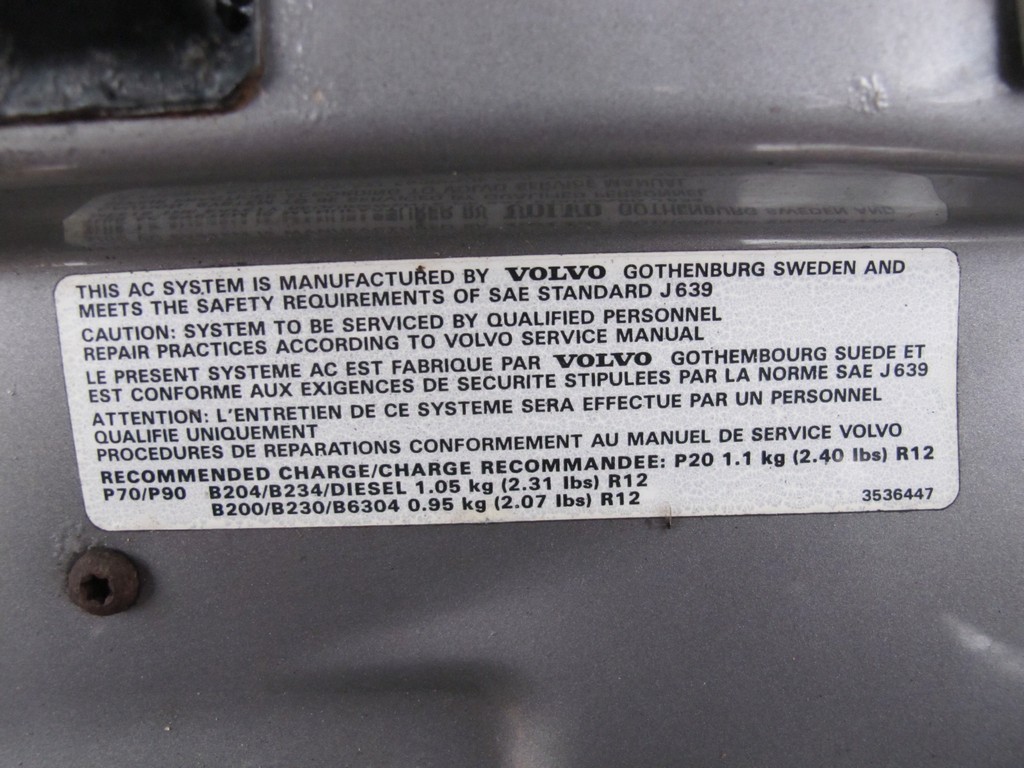 THIS AC SYSTEM IS MANUFACTURED BY VOLVO GOTHENBURG SWEDEN AND
MEETS THE SAFETY REQUIREMENTS OF SAE STANDARD J639
CAUTION: SYSTEM TO BE SERVICED BY QUALIFIED PERSONNEL
REPAIR PRACTICES ACCORDING TO VOLVO SERVICE MANUAL
LE PRESENT SYSTEME AC EST FABRIQUE PAR VOLVO GOTHEMBOURG SUEDE ET
EST CONFORME AUX EXIGENCES DE SECURITE STIPULEES PAR LA NORME SAE J639
ATTENTION: L'ENTRETIEN DE CE SYSTEME SERA EFFECTUE PAR UN PERSONNEL
QUALIFIE UNIQUEMENT
PROCEDURES DE REPARATIONS CONFORMEMENT AU MANUEL DE SERVICE VOLVO
RECOMMENDED CHARGE/CHARGE RECOMMANDEE: P20 1.1 kg (2.40 lbs) R12
P70/P90 B204/B234/DIESEL 1.05 kg (2.31 lbs) R12
B200/B230/B6304 0.95 kg (2.07 lbs) R12 3536447